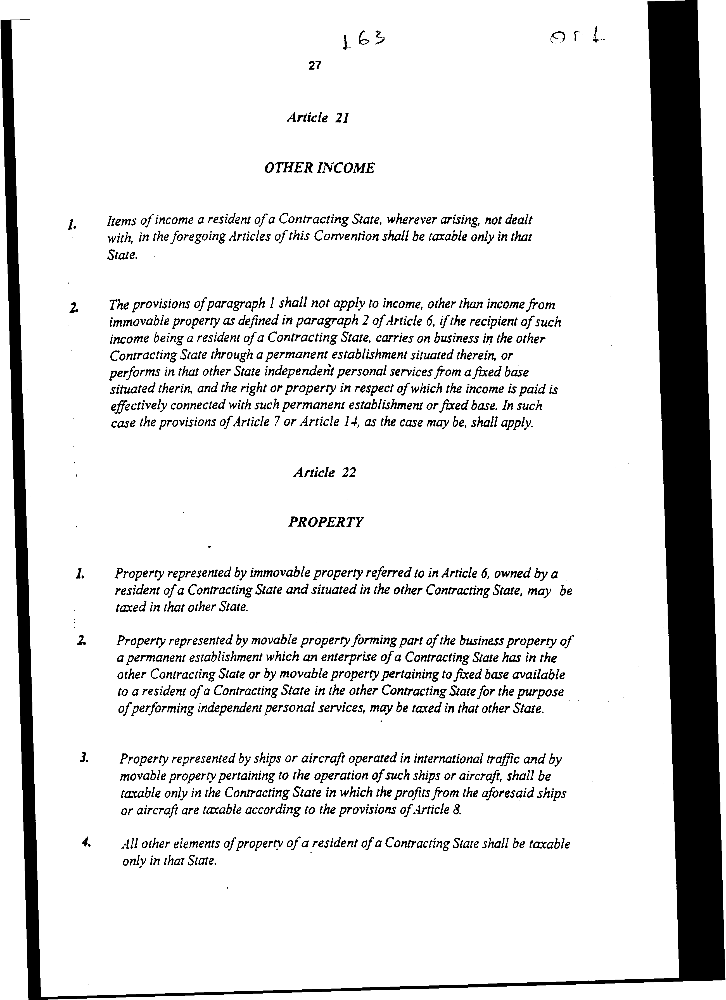 163
27
Article 21
OTHER INCOME
1. Items of income a resident of a Contracting State, wherever arising, not dealt
with, in the foregoing Articles of this Convention shall be taxable only in that
State.
2. The provisions of paragraph 1 shall not apply to income, other than income from
immovable property as defined in paragraph 2 of Article 6, if the recipient of such
income being a resident of a Contracting State, carries on business in the other
Contracting State through a permanent establishment situated therein, or
performs in that other State independent personal services from a fixed base
situated therin, and the right or property in respect of which the income is paid is
effectively connected with such permanent establishment or fixed base. In such
case the provisions of Article 7 or Article 14, as the case may be, shall apply.
Article 22
PROPERTY
1. Property represented by immovable property referred to in Article 6, owned by a
resident of a Contracting State and situated in the other Contracting State, may be
taxed in that other State.
2. Property represented by movable property forming part of the business property of
a permanent establishment which an enterprise of a Contracting State has in the
other Contracting State or by movable property pertaining to fixed base available
to a resident of a Contracting State in the other Contracting State for the purpose
of performing independent personal services, may be taxed in that other State.
3. Property represented by ships or aircraft operated in international traffic and by
movable property pertaining to the operation of such ships or aircraft, shall be
taxable only in the Contracting State in which the profits from the aforesaid ships
or aircraft are taxable according to the provisions of Article 8.
4. All other elements of property of a resident of a Contracting State shall be taxable
only in that State.